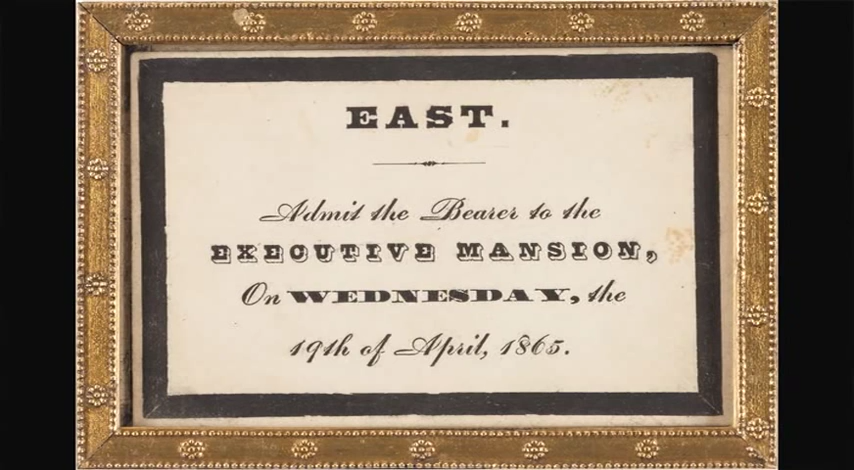 EAST.
Admit the Bearer to the
EXECUTIVE MANSION,
On WEDNESDAY, the
19th of April, 1865.